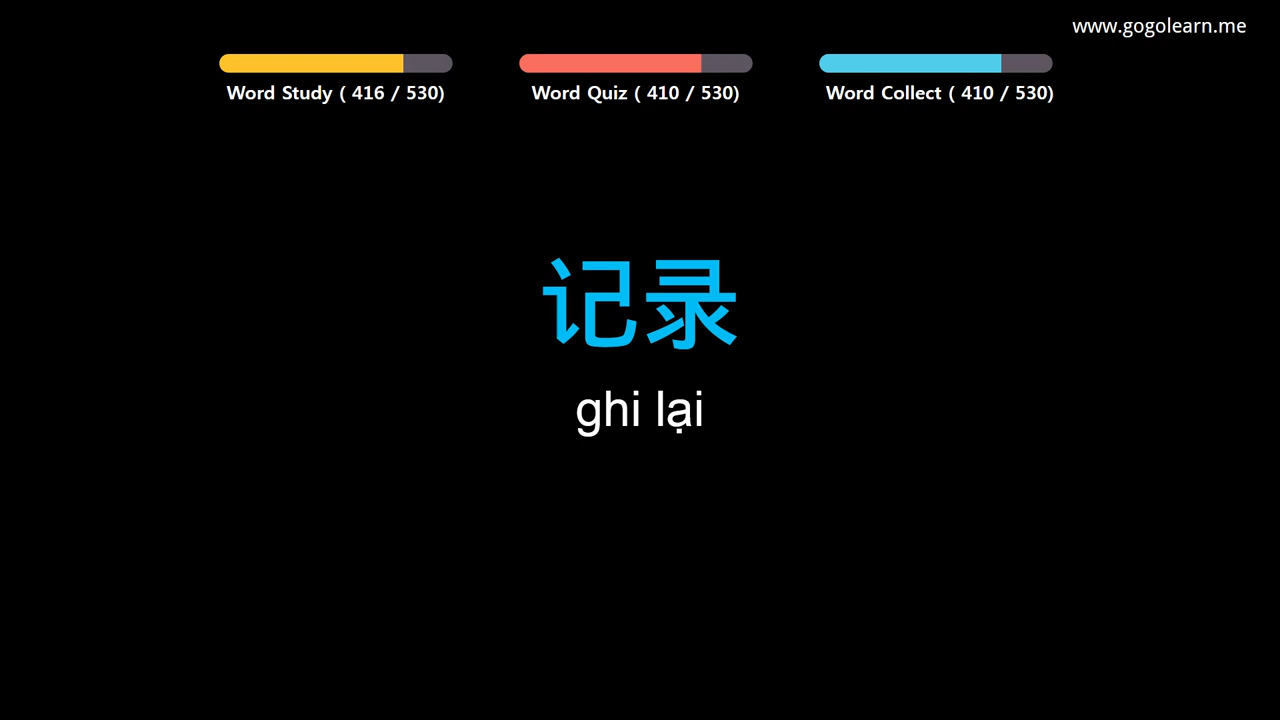 www.gogolearn.me
Word Study ( 416 / 530)
Word Quiz ( 410 / 530)
Word Collect ( 410 / 530)
记录
ghi lại